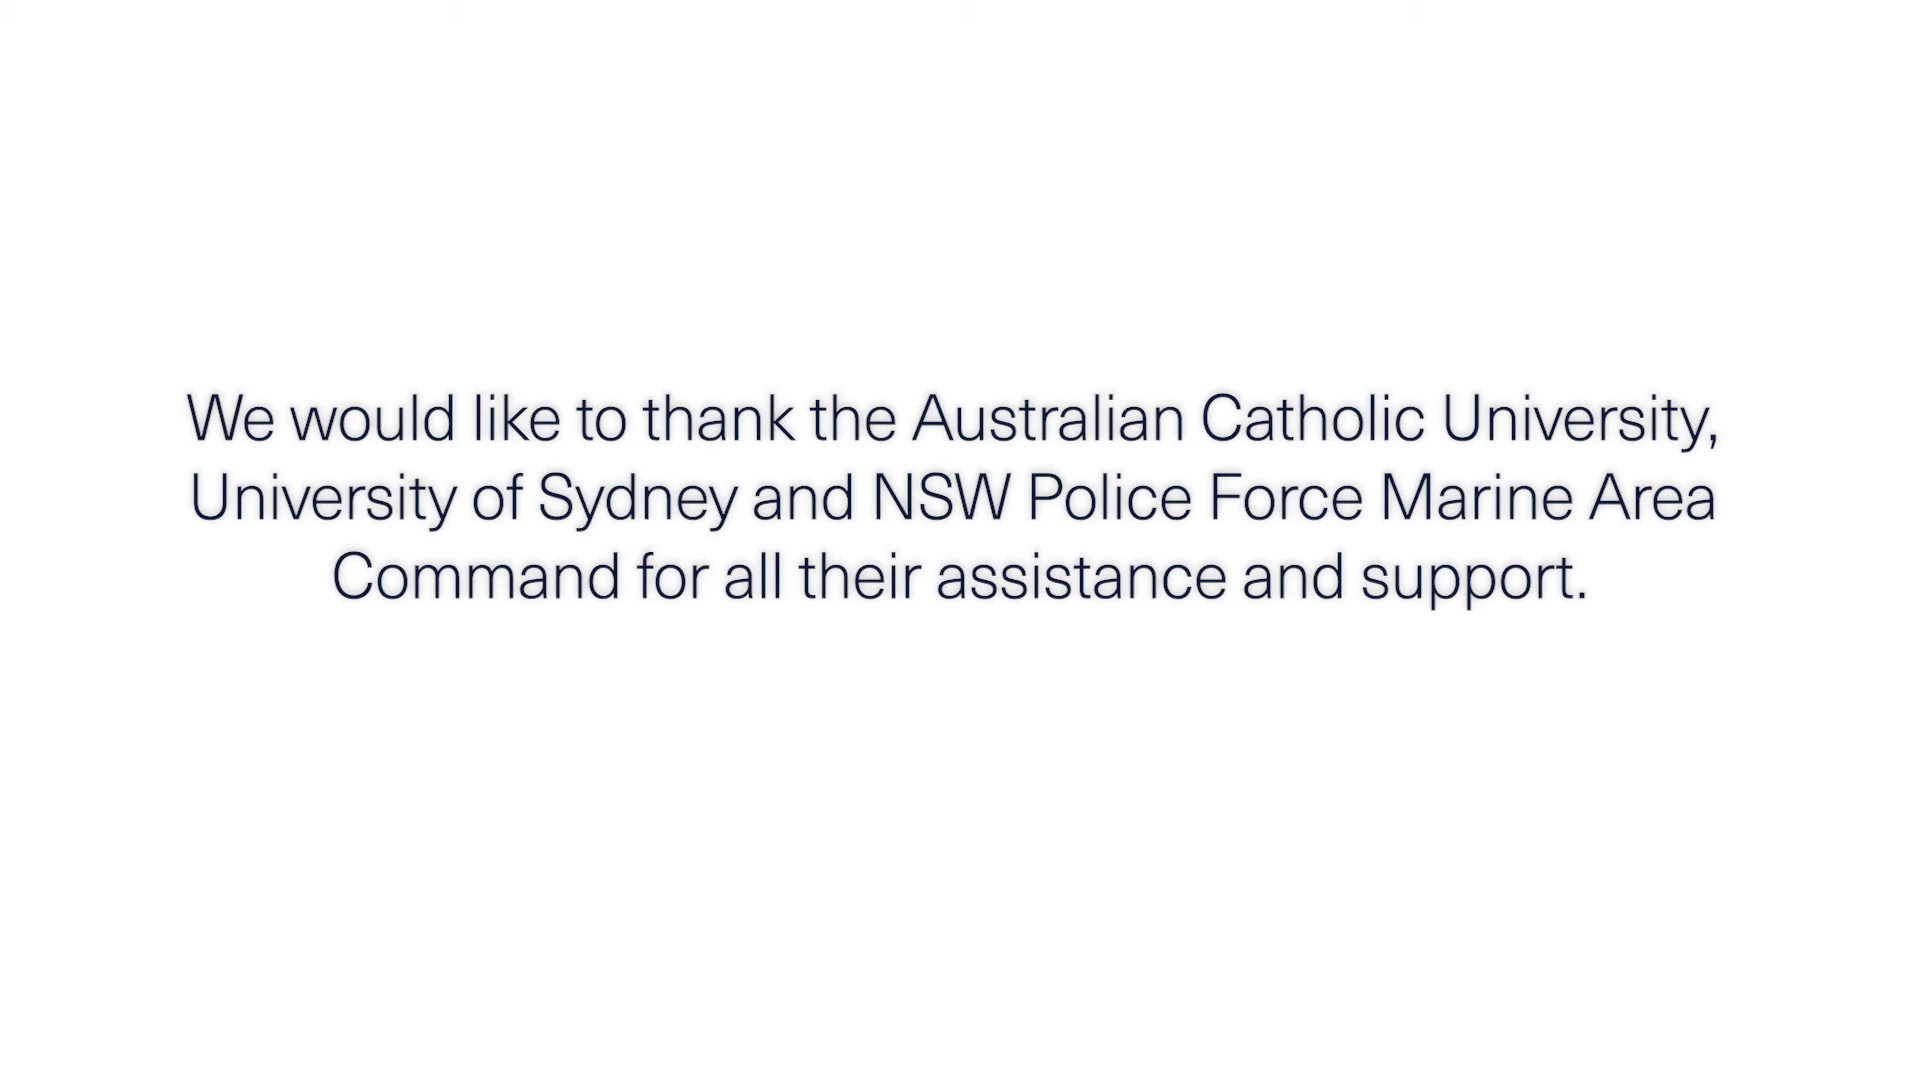 We would like to thank the Australian Catholic University,
University of Sydney and NSW Police Force Marine Area
Command for all their assistance and support.